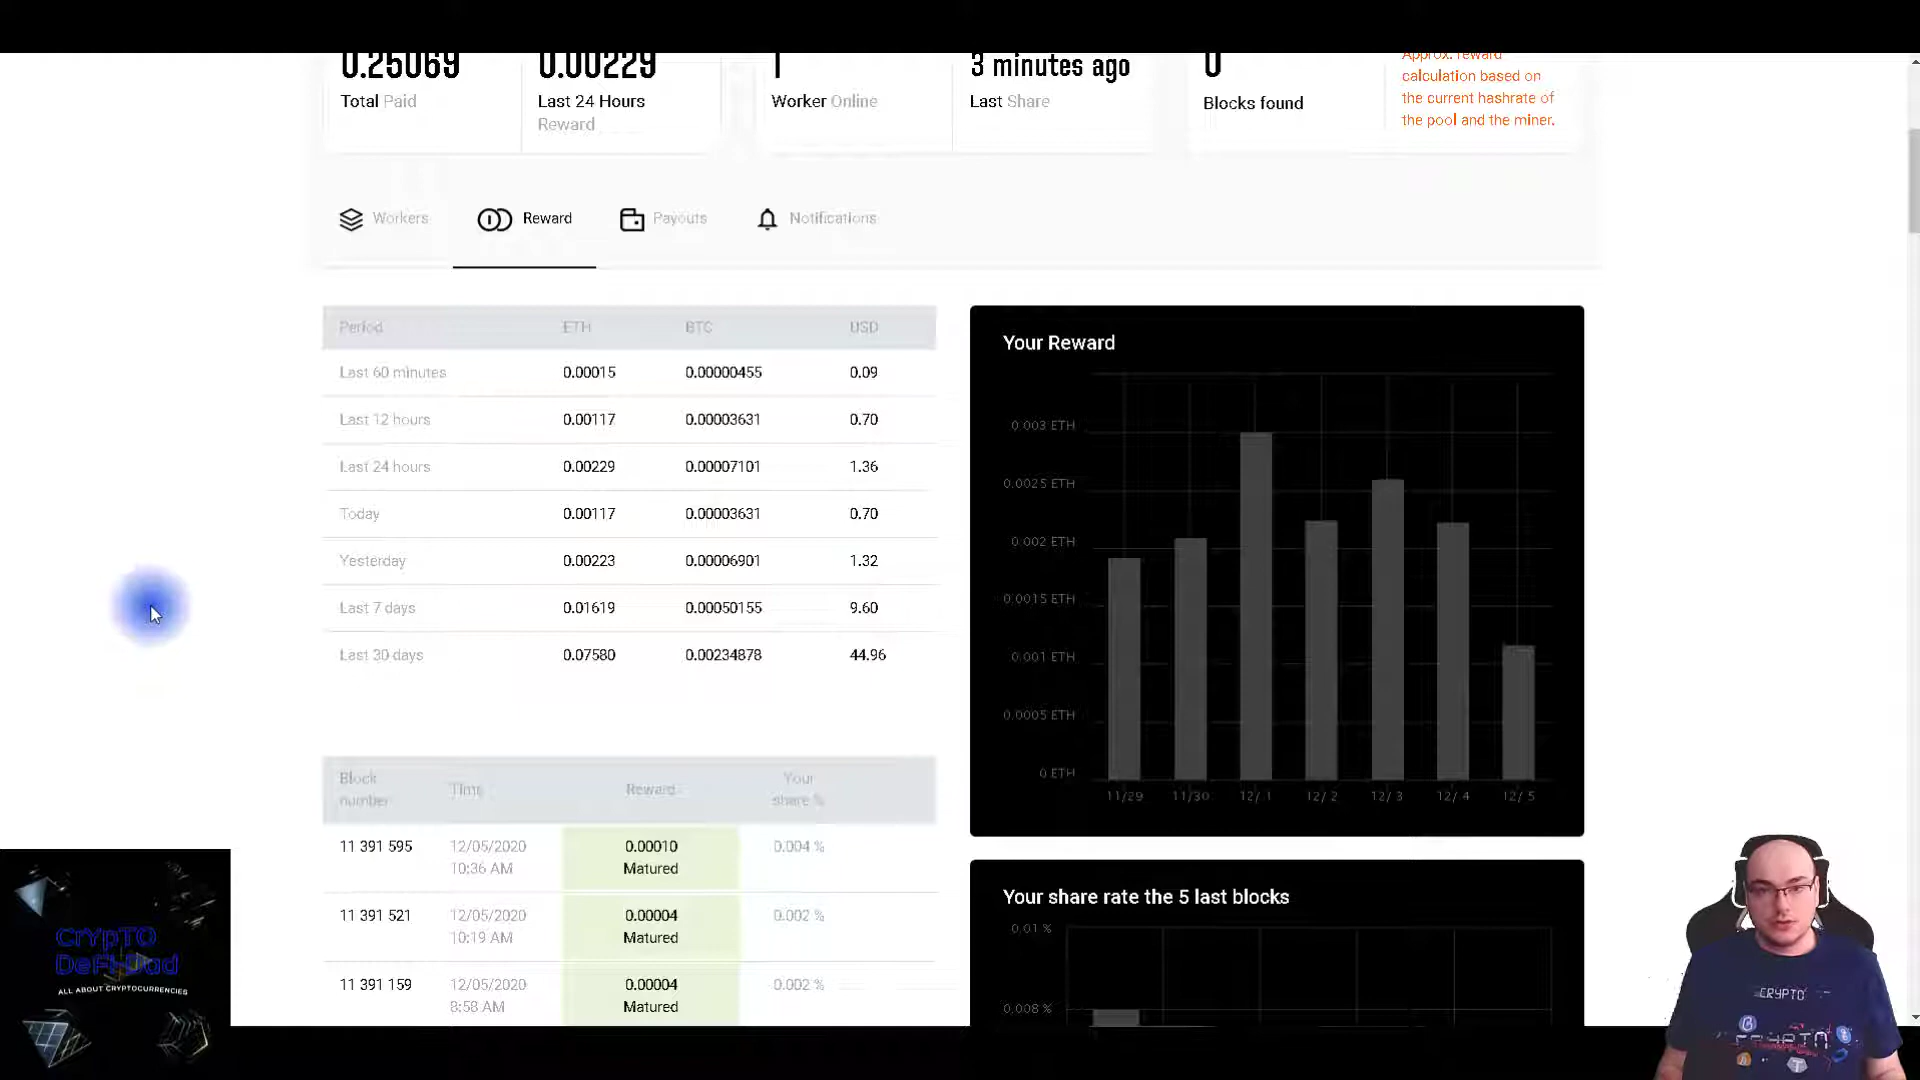 0.25069
Total Paid
0.00229
Last 24 Hours
Reward
1
Worker Online
3 minutes ago
Last Share
0
Blocks found
Approx. reward
calculation based on
the current hashrate of
the pool and the miner.
Workers
Reward
Payouts
Notifications
Period ETH BTC USD
Last 60 minutes 0.00015 0.00000455 0.09
Last 12 hours 0.00117 0.00003631 0.70
Last 24 hours 0.00229 0.00007101 1.36
Today 0.00117 0.00003631 0.70
Yesterday 0.00223 0.00006901 1.32
Last 7 days 0.01619 0.00050155 9.60
Last 30 days 0.07580 0.00234878 44.96
Your Reward
0.003 ETH
0.0025 ETH
0.002 ETH
0.0015 ETH
0.001 ETH
0.0005 ETH
0 ETH
11/29 11/30 12/ 1 12/ 2 12/ 3 12/ 4 12/ 5
Block
number
Time
Reward
Your
share %
11 391 595
12/05/2020
10:36 AM
0.00010
Matured
0.004 %
11 391 521
12/05/2020
10:19 AM
0.00004
Matured
0.002 %
11 391 159
12/05/2020
8:58 AM
0.00004
Matured
0.002 %
Your share rate the 5 last blocks
0.01 %
0.008 %
CrYpTO
DeFi-Dad
ALL ABOUT CRYPTOCURRENCIES
CRYPTO